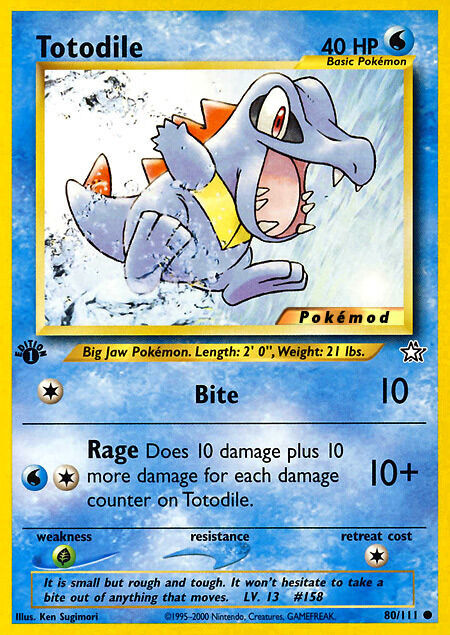 Totodile
40 HP
Basic Pokémon
Pokémod
EDITION
1
Big Jaw Pokémon. Length: 2' 0", Weight: 21 lbs.
Bite 10
Rage Does 10 damage plus 10
more damage for each damage
counter on Totodile.
10+
weakness resistance retreat cost
It is small but rough and tough. It won't hesitate to take a
bite out of anything that moves. LV. 13 #158
Illus. Ken Sugimori ©1995-2000 Nintendo, Creatures, GAMEFREAK. 80/111